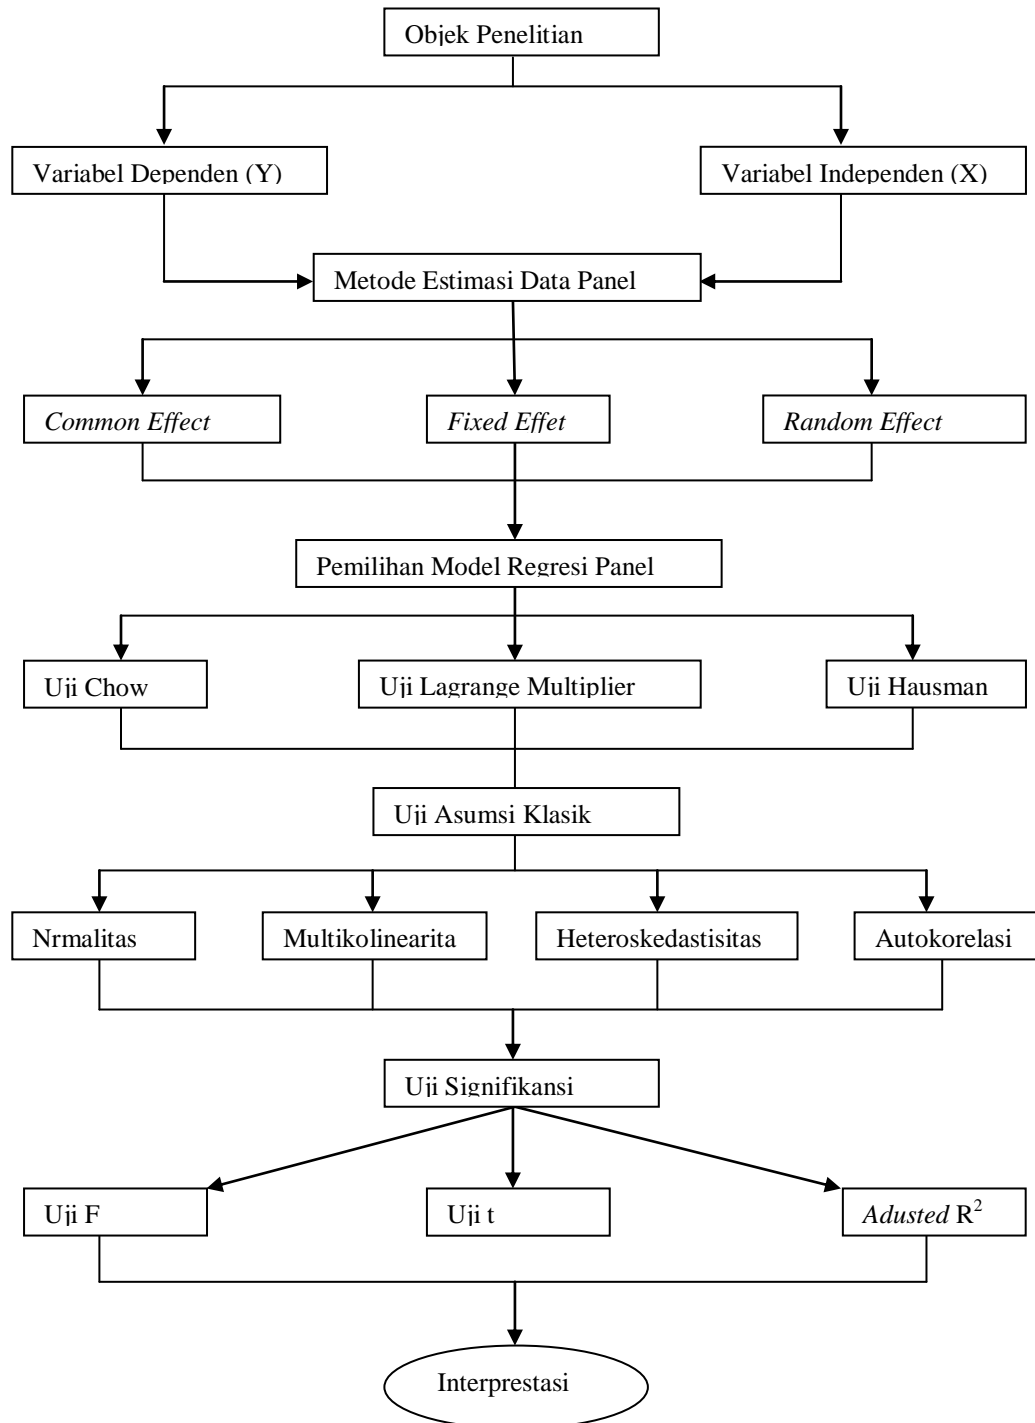 Objek Penelitian
Variabel Dependen (Y)
Variabel Independen (X)
Metode Estimasi Data Panel
Common Effect
Fixed Effet
Random Effect
Pemilihan Model Regresi Panel
Uji Chow
Uji Lagrange Multiplier
Uji Hausman
Uji Asumsi Klasik
Nrmalitas
Multikolinearita
Heteroskedastisitas
Autokorelasi
Uji Signifikansi
Uji F
Uji t
Adusted R²
Interprestasi